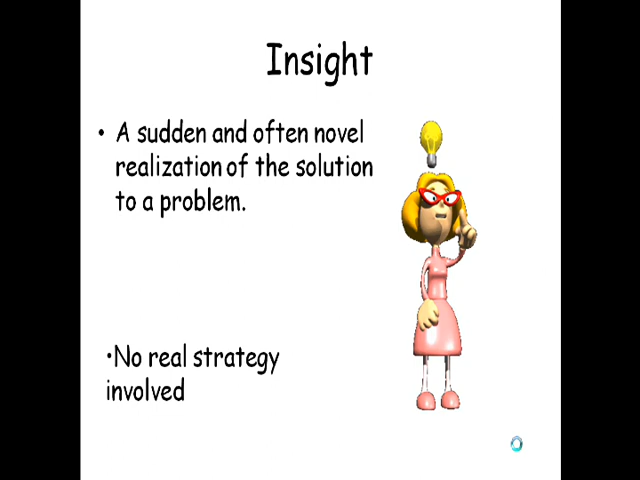 Insight
• A sudden and often novel
realization of the solution
to a problem.
•No real strategy
involved